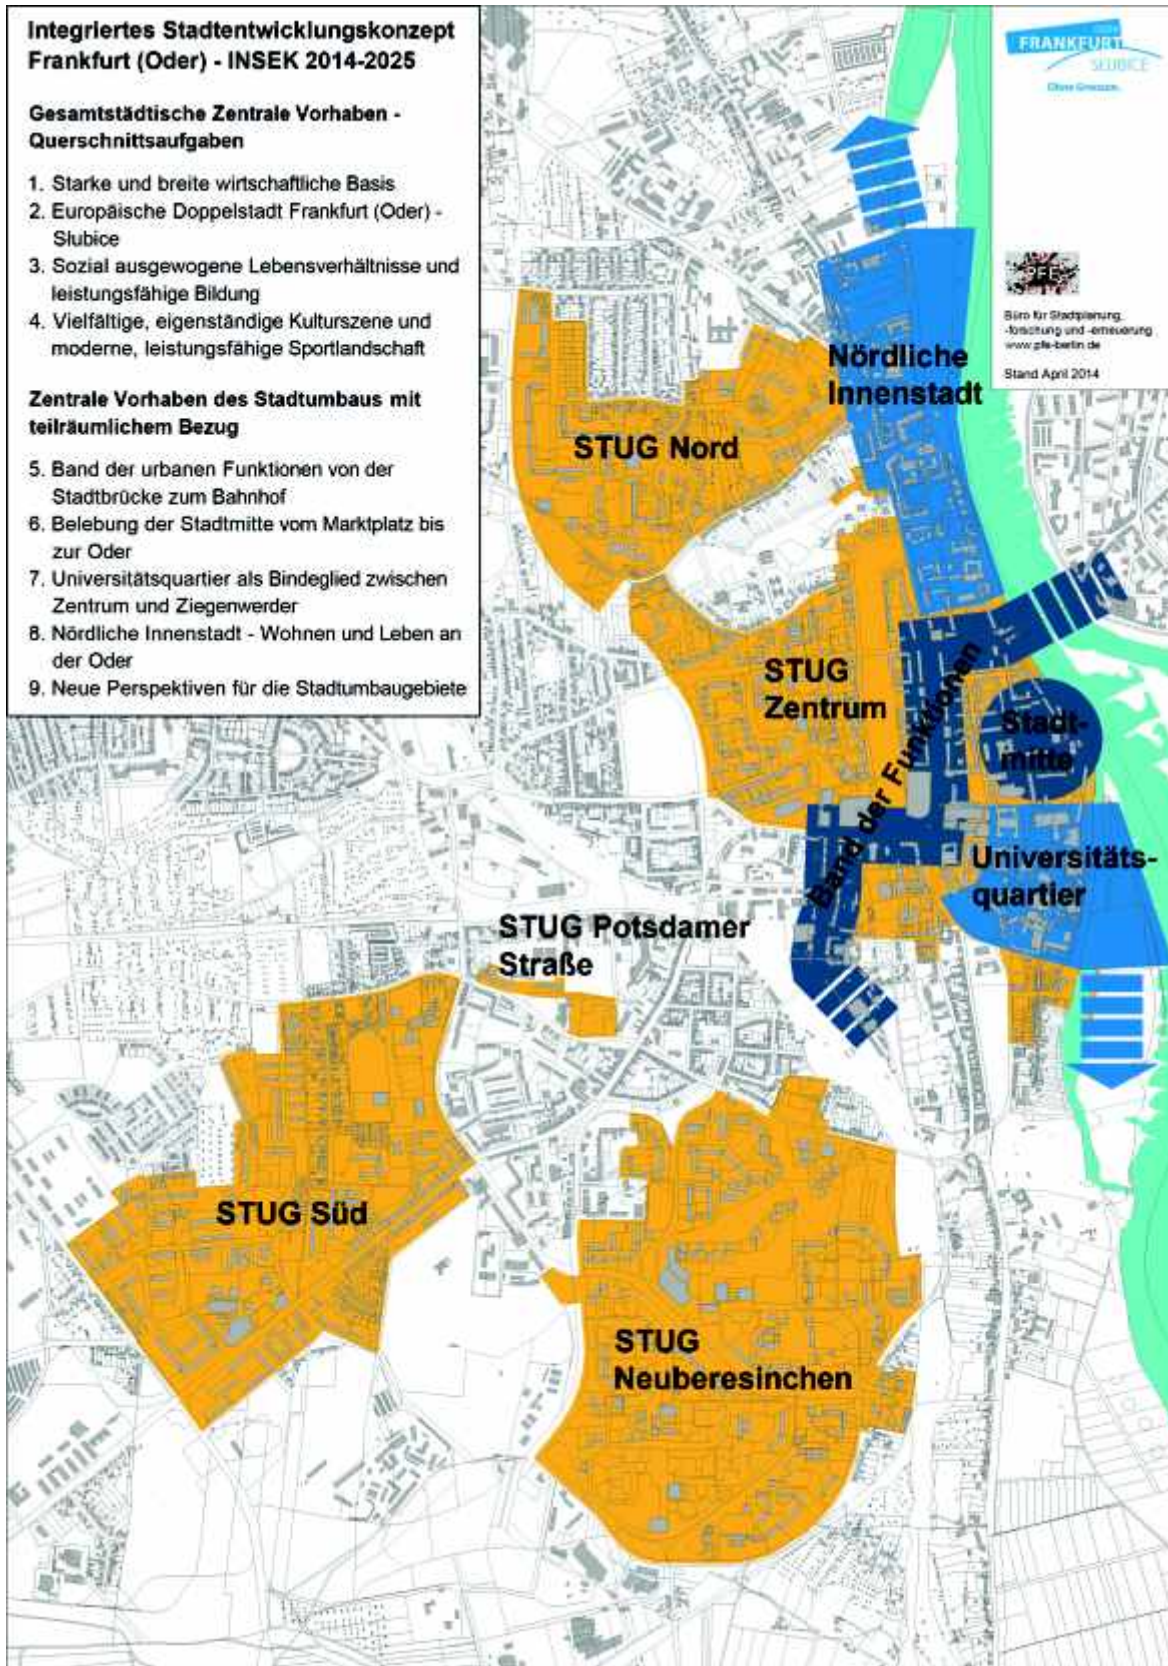 Integriertes Stadtentwicklungskonzept
Frankfurt (Oder) - INSEK 2014-2025
Gesamtstädtische Zentrale Vorhaben -
Querschnittsaufgaben
1. Starke und breite wirtschaftliche Basis
2. Europäische Doppelstadt Frankfurt (Oder) -
Słubice
3. Sozial ausgewogene Lebensverhältnisse und
leistungsfähige Bildung
4. Vielfältige, eigenständige Kulturszene und
moderne, leistungsfähige Sportlandschaft
Zentrale Vorhaben des Stadtumbaus mit
teilräumlichem Bezug
5. Band der urbanen Funktionen von der
Stadtbrücke zum Bahnhof
6. Belebung der Stadtmitte vom Marktplatz bis
zur Oder
7. Universitätsquartier als Bindeglied zwischen
Zentrum und Ziegenwerder
8. Nördliche Innenstadt - Wohnen und Leben an
der Oder
9. Neue Perspektiven für die Stadtumbaugebiete
FRANKFURT
SŁUBICE
Ohne Grenzen.
PFE
Büro für Stadtplanung,
-forschung und -erneuerung
www.pfe-berlin.de
Stand April 2014
Nördliche
Innenstadt
STUG Nord
STUG
Zentrum
Band der Funktionen
Stadt-
mitte
Universitäts-
quartier
STUG Potsdamer
Straße
STUG Süd
STUG
Neuberesinchen